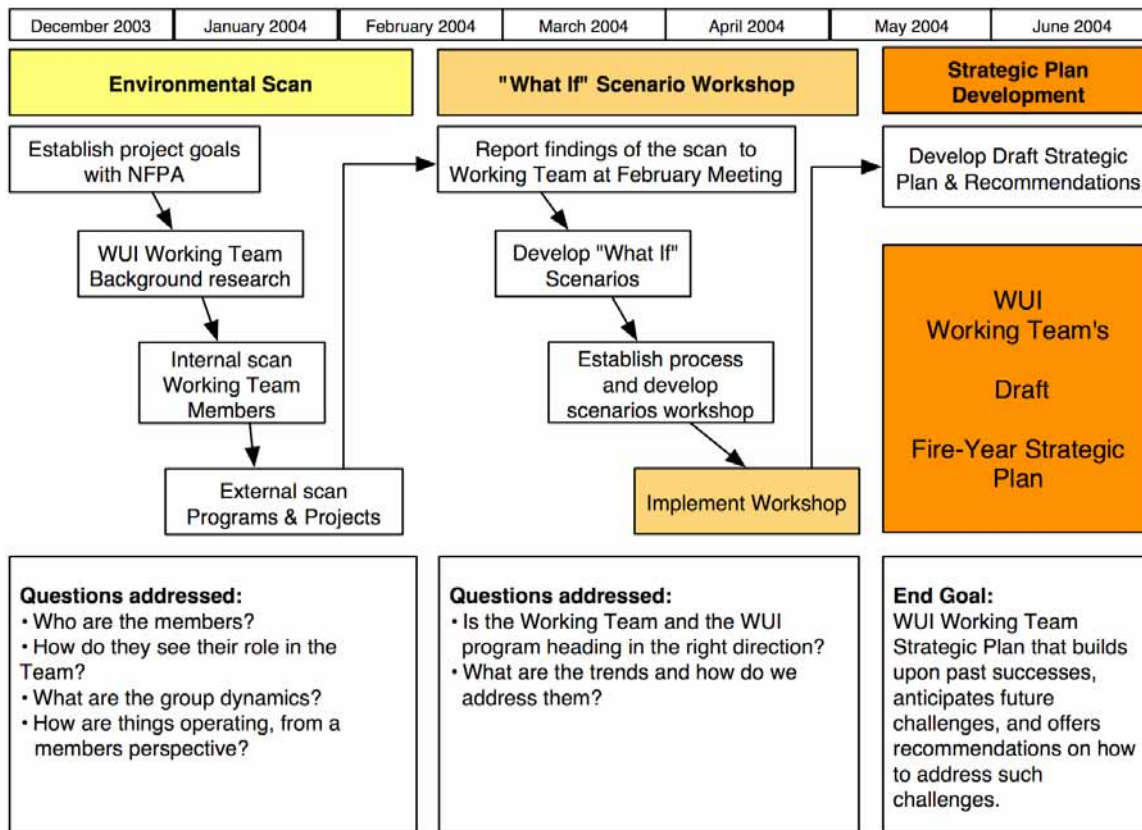 December 2003
January 2004
February 2004
March 2004
April 2004
May 2004
June 2004
Environmental Scan
"What If" Scenario Workshop
Strategic Plan
Development
Establish project goals
with NFPA
WUI Working Team
Background research
Internal scan
Working Team
Members
External scan
Programs & Projects
Report findings of the scan to
Working Team at February Meeting
Develop "What If"
Scenarios
Establish process
and develop
scenarios workshop
Implement Workshop
Develop Draft Strategic
Plan & Recommendations
WUI
Working Team's
Draft
Fire-Year Strategic
Plan
Questions addressed:
• Who are the members?
• How do they see their role in the
Team?
• What are the group dynamics?
• How are things operating, from a
members perspective?
Questions addressed:
• Is the Working Team and the WUI
program heading in the right direction?
• What are the trends and how do we
address them?
End Goal:
WUI Working Team
Strategic Plan that builds
upon past successes,
anticipates future
challenges, and offers
recommendations on how
to address such
challenges.